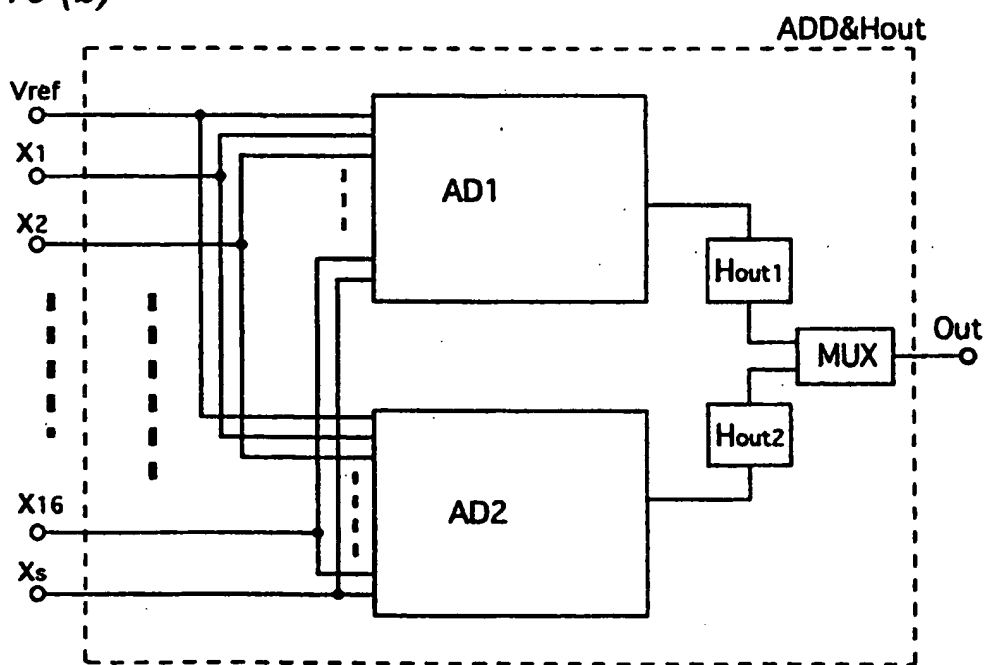 ADD&Hout
Vref
X1
X2
AD1
Hout1
Out
MUX
Hout2
X16
AD2
Xs